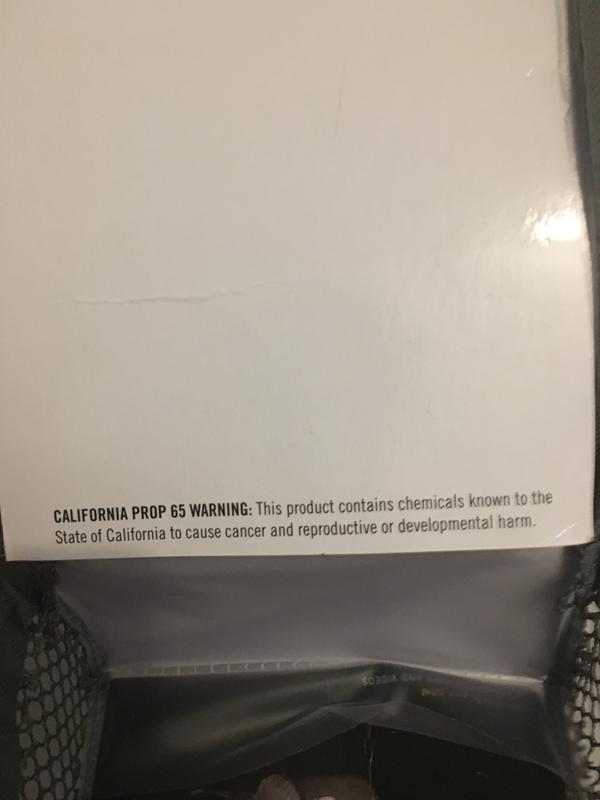 CALIFORNIA PROP 65 WARNING: This product contains chemicals known to the
State of California to cause cancer and reproductive or developmental harm.
VIDEOS